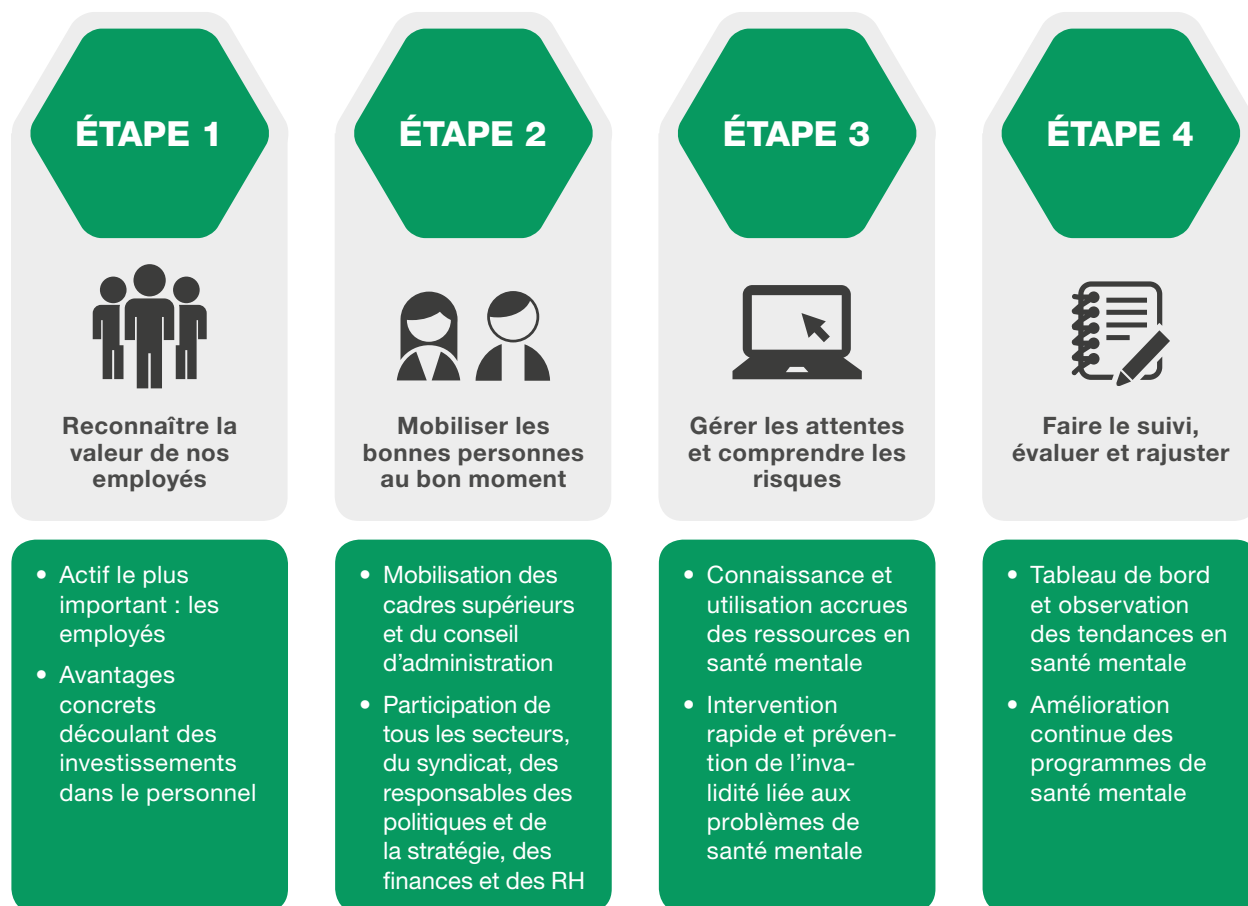 ÉTAPE 1
Reconnaître la
valeur de nos
employés
• Actif le plus
important : les
employés
• Avantages
concrets
découlant des
investissements
dans le personnel
ÉTAPE 2
Mobiliser les
bonnes personnes
au bon moment
• Mobilisation des
cadres supérieurs
et du conseil
d’administration
• Participation de
tous les secteurs,
du syndicat, des
responsables des
politiques et de
la stratégie, des
finances et des RH
ÉTAPE 3
Gérer les attentes
et comprendre les
risques
• Connaissance et
utilisation accrues
des ressources en
santé mentale
• Intervention
rapide et préven-
tion de l’inva-
lidité liée aux
problèmes de
santé mentale
ÉTAPE 4
Faire le suivi,
évaluer et rajuster
• Tableau de bord
et observation
des tendances en
santé mentale
• Amélioration
continue des
programmes de
santé mentale